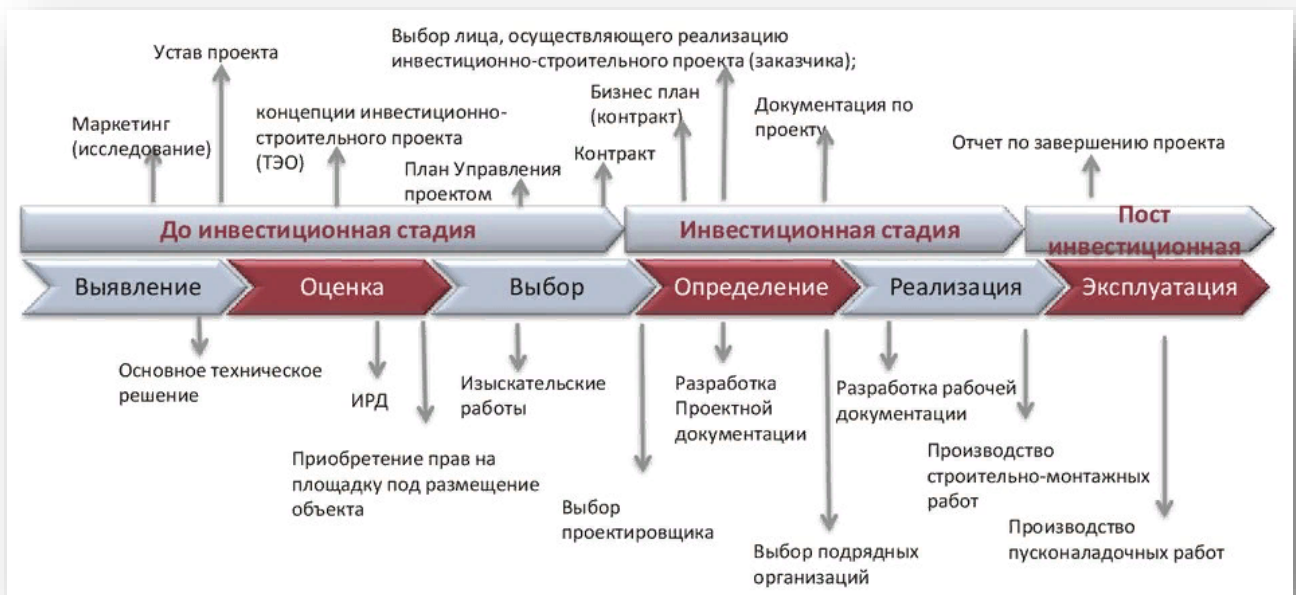 Устав проекта
Выбор лица, осуществляющего реализацию
инвестиционно-строительного проекта (заказчика);
Маркетинг
(исследование)
концепции инвестиционно-
строительного проекта
(ТЭО)
План Управления
проектом
Контракт
Бизнес план
(контракт)
Документация по
проекту
Отчет по завершению проекта
До инвестиционная стадия
Инвестиционная стадия
Пост
инвестиционная
Выявление
Оценка
Выбор
Определение
Реализация
Эксплуатация
Основное техническое
решение
ИРД
Приобретение прав на
площадку под размещение
объекта
Изыскательские
работы
Выбор
проектировщика
Разработка
Проектной
документации
Выбор подрядных
организаций
Разработка рабочей
документации
Производство
строительно-монтажных
работ
Производство
пусконаладочных работ